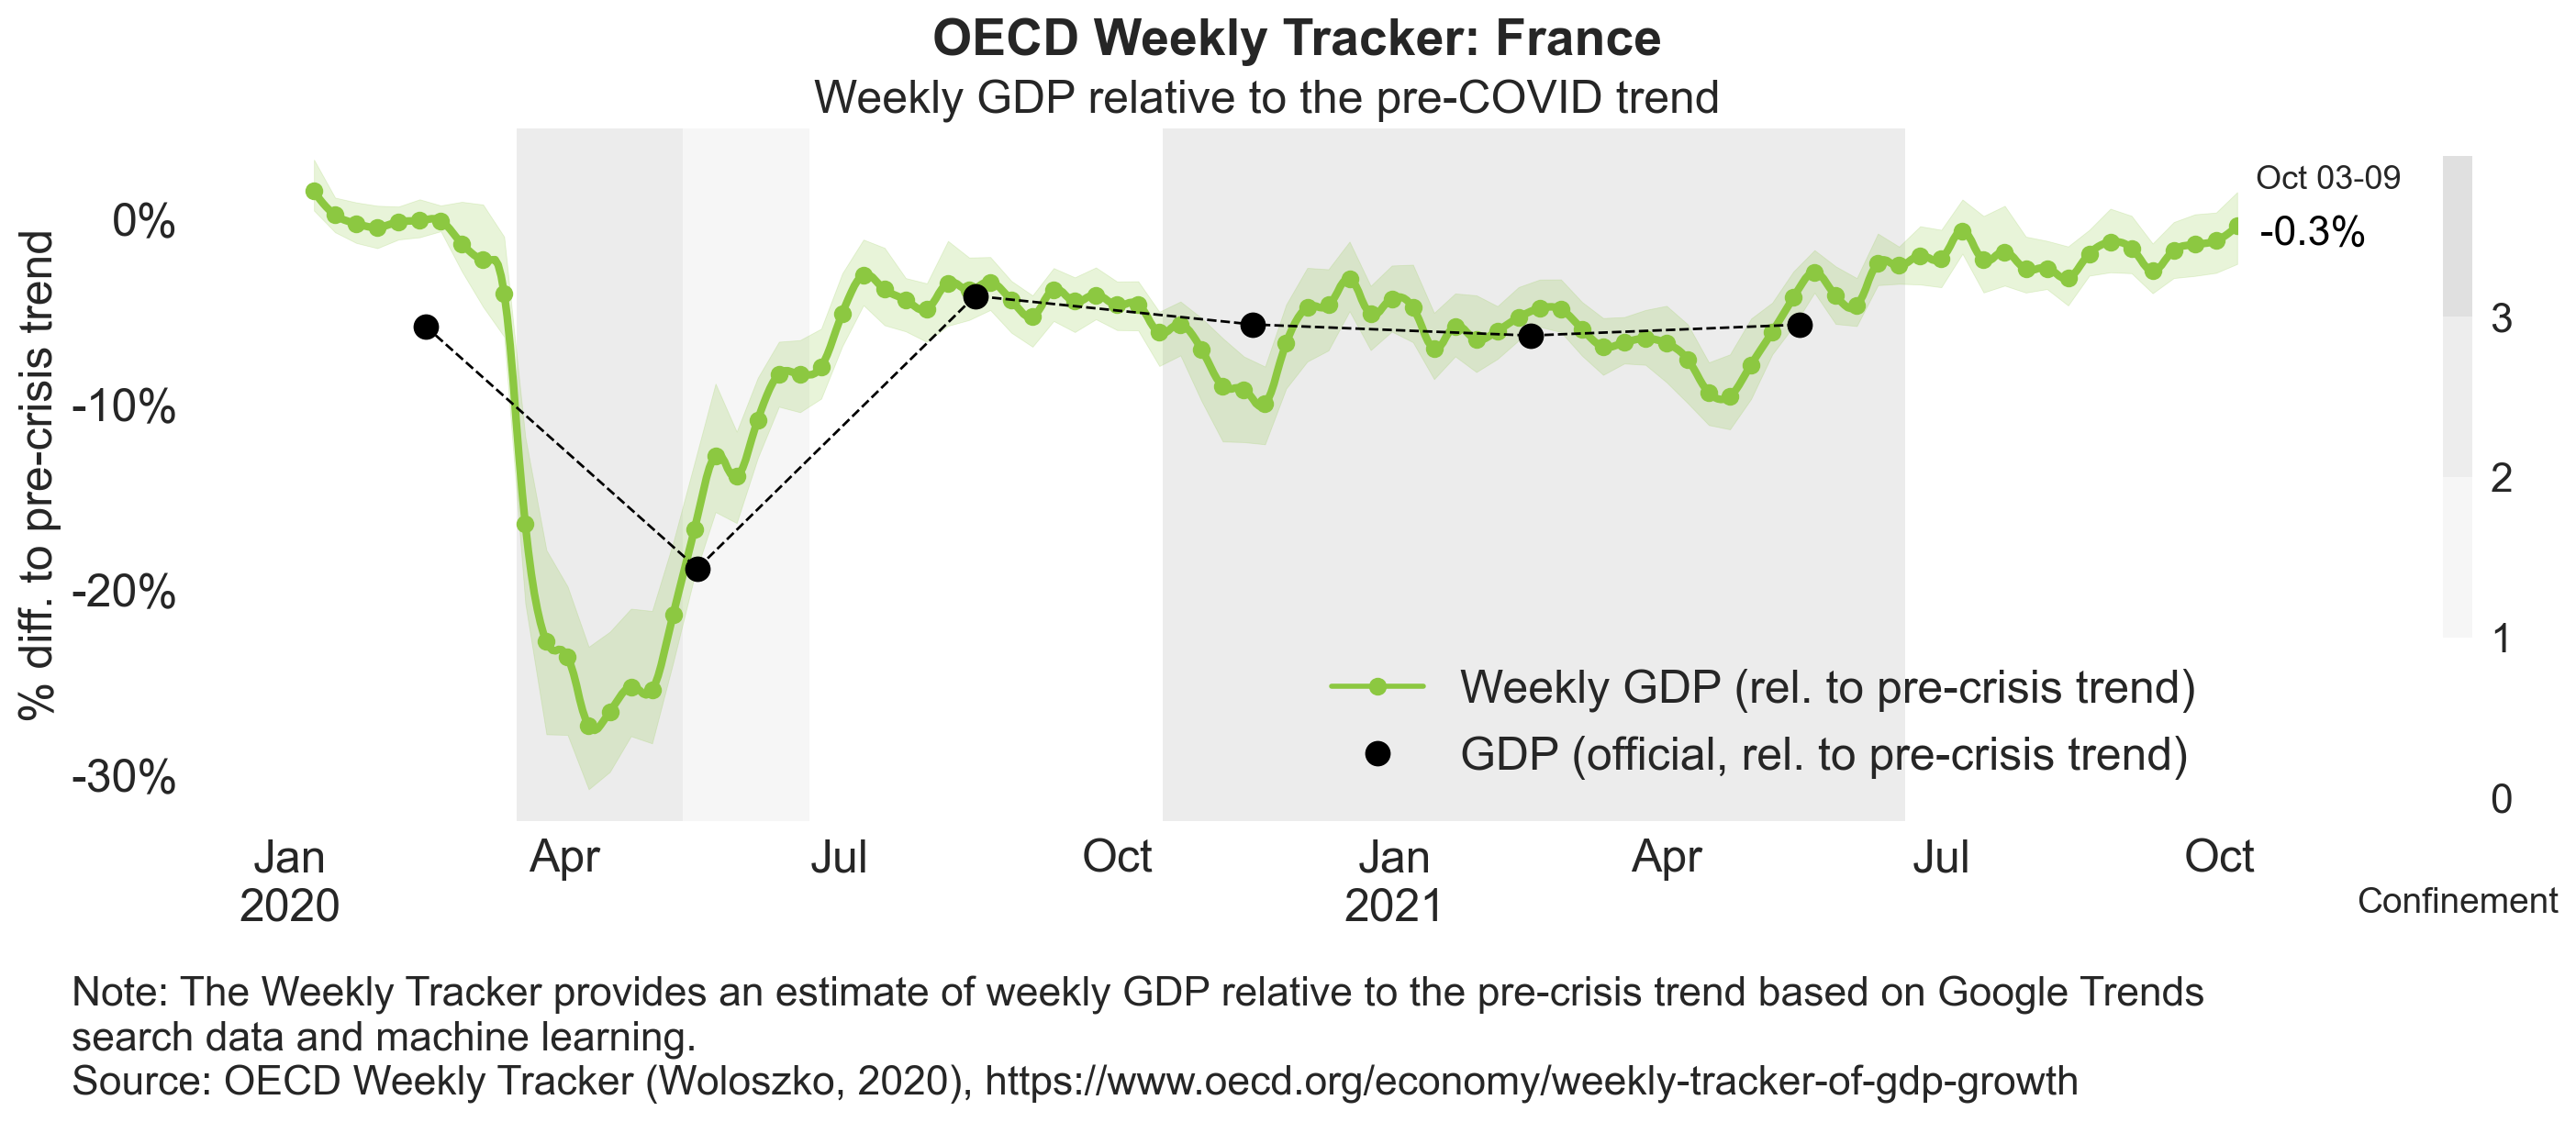 OECD Weekly Tracker: France
Weekly GDP relative to the pre-COVID trend
% diff. to pre-crisis trend
0%
-10%
-20%
-30%
Oct 03-09
-0.3%
3
2
1
0
Confinement
Weekly GDP (rel. to pre-crisis trend)
GDP (official, rel. to pre-crisis trend)
Jan
2020
Apr
Jul
Oct
Jan
2021
Apr
Jul
Oct
Note: The Weekly Tracker provides an estimate of weekly GDP relative to the pre-crisis trend based on Google Trends
search data and machine learning.
Source: OECD Weekly Tracker (Woloszko, 2020), https://www.oecd.org/economy/weekly-tracker-of-gdp-growth